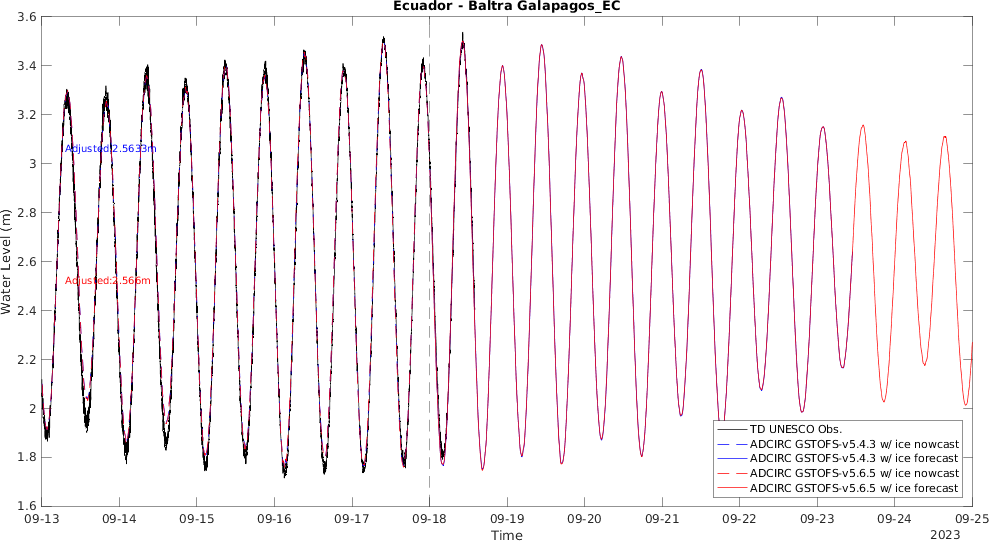 Ecuador - Baltra Galapagos_EC
3.6
3.4
3.2
3
2.8
2.6
2.4
2.2
2
1.8
1.6
Water Level (m)
Adjusted:2.5633m
Adjusted:2.566m
TD UNESCO Obs.
ADCIRC GSTOFS-v5.4.3 w/ ice nowcast
ADCIRC GSTOFS-v5.4.3 w/ ice forecast
ADCIRC GSTOFS-v5.6.5 w/ ice nowcast
ADCIRC GSTOFS-v5.6.5 w/ ice forecast
09-13 09-14 09-15 09-16 09-17 09-18 09-19 09-20 09-21 09-22 09-23 09-24 09-25
Time
2023